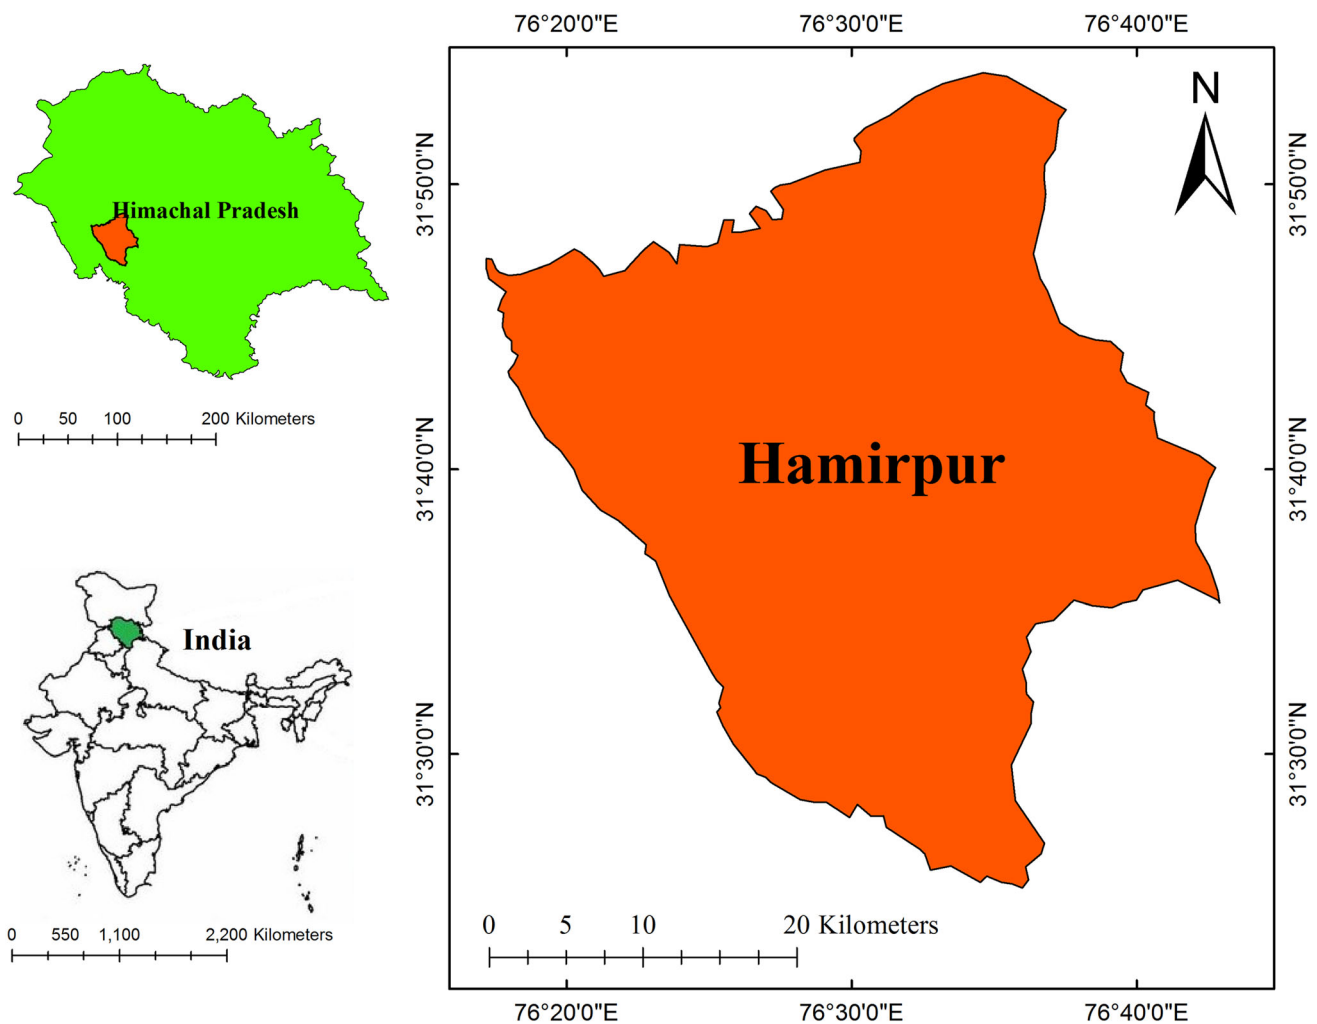 76°20'0"E 76°30'0"E 76°40'0"E
N
31°50'0"N
31°50'0"N
Himachal Pradesh
0 50 100 200 Kilometers
31°40'0"N
Hamirpur
31°40'0"N
India
31°30'0"N
31°30'0"N
0 5 10 20 Kilometers
0 550 1,100 2,200 Kilometers
76°20'0"E 76°30'0"E 76°40'0"E